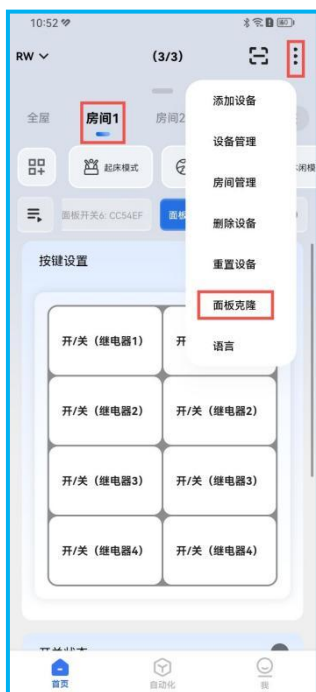 10:52
60
RW
(3/3)
全屋
房间1
房间2
添加设备
设备管理
房间管理
删除设备
重置设备
面板克隆
语言
起床模式
闲模
面板开关6: CC54EF
面板
按键设置
开/关（继电器1）
开
开/关（继电器2）
开/关（继电器2）
开/关（继电器3）
开/关（继电器3）
开/关（继电器4）
开/关（继电器4）
首页
自动化
我